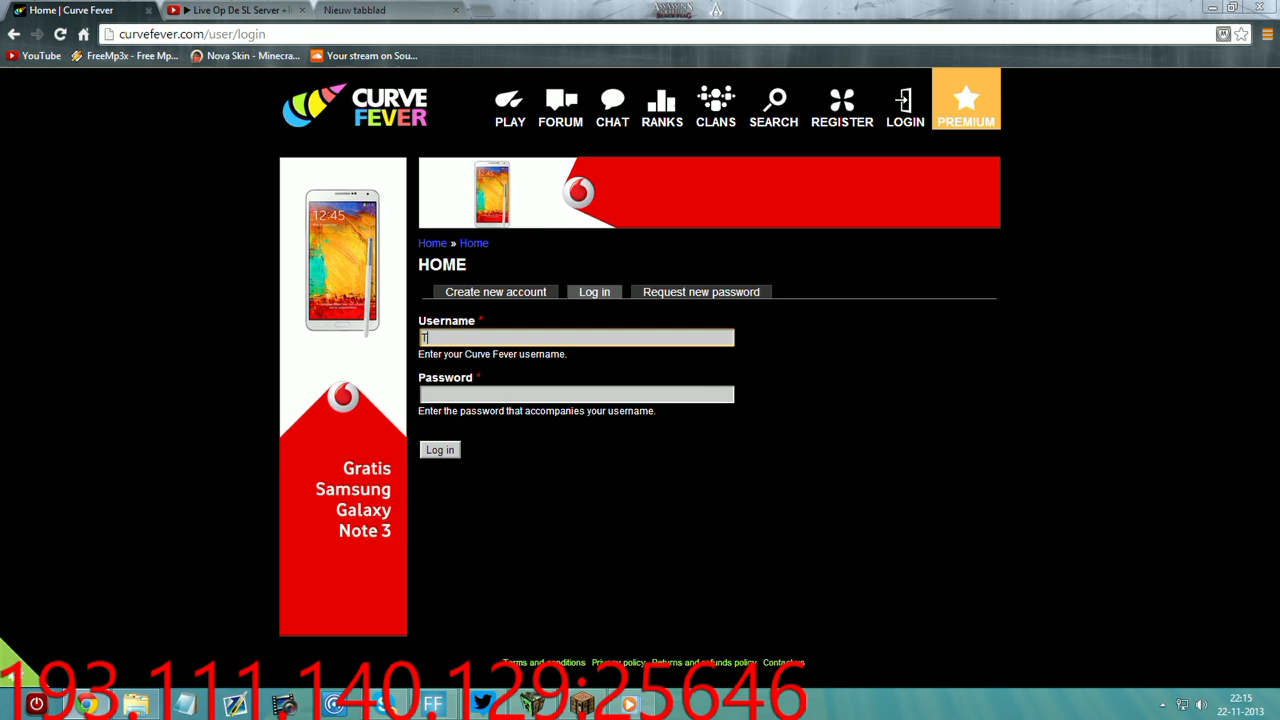 Home | Curve Fever
▶ Live Op De SL Server +
Nieuw tabblad
curvefever.com/user/login
YouTube
FreeMp3x - Free Mp...
Nova Skin - Minecra...
Your stream on Sou...
CURVE
FEVER
PLAY
FORUM
CHAT
RANKS
CLANS
SEARCH
REGISTER
LOGIN
PREMIUM
12:45
Home » Home
HOME
Create new account
Log in
Request new password
Username *
T
Enter your Curve Fever username.
Password *
Enter the password that accompanies your username.
Log in
Gratis
Samsung
Galaxy
Note 3
Terms and conditions Privacy policy Returns and refunds policy Contact us
193.111.140.129:25646
FF
22:15
22-11-2013